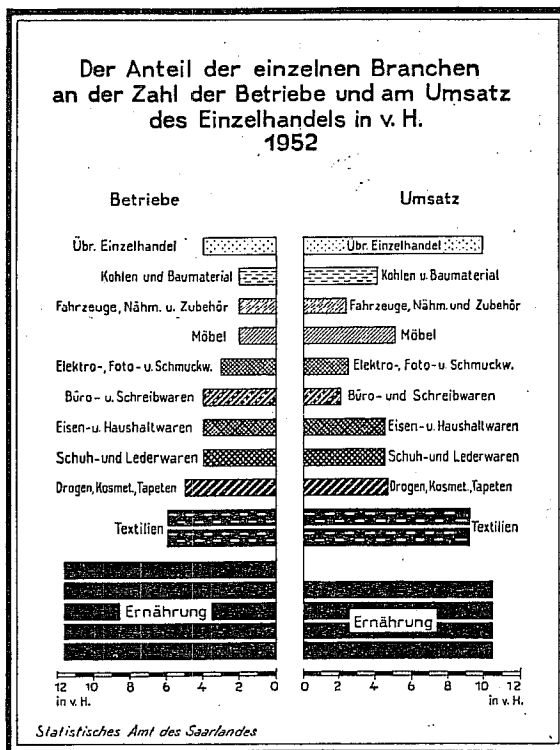 Der Anteil der einzelnen Branchen
an der Zahl der Betriebe und am Umsatz
des Einzelhandels in v. H.
1952
Betriebe
Umsatz
Übr. Einzelhandel
Übr. Einzelhandel
Kohlen und Baumaterial
Kohlen u. Baumaterial
Fahrzeuge, Nähm. u. Zubehör
Fahrzeuge, Nähm. und Zubehör
Möbel
Möbel
Elektro-, Foto- u. Schmuckw.
Elektro-, Foto- u. Schmuckw.
Büro- u. Schreibwaren
Büro- und Schreibwaren
Eisen- u. Haushaltwaren
Eisen- u. Haushaltwaren
Schuh- und Lederwaren
Schuh- und Lederwaren
Drogen, Kosmet., Tapeten
Drogen, Kosmet., Tapeten
Textilien
Textilien
Ernährung
Ernährung
12 10 8 6 4 2 0
0 2 4 6 8 10 12
in v. H.
in v. H.
Statistisches Amt des Saarlandes